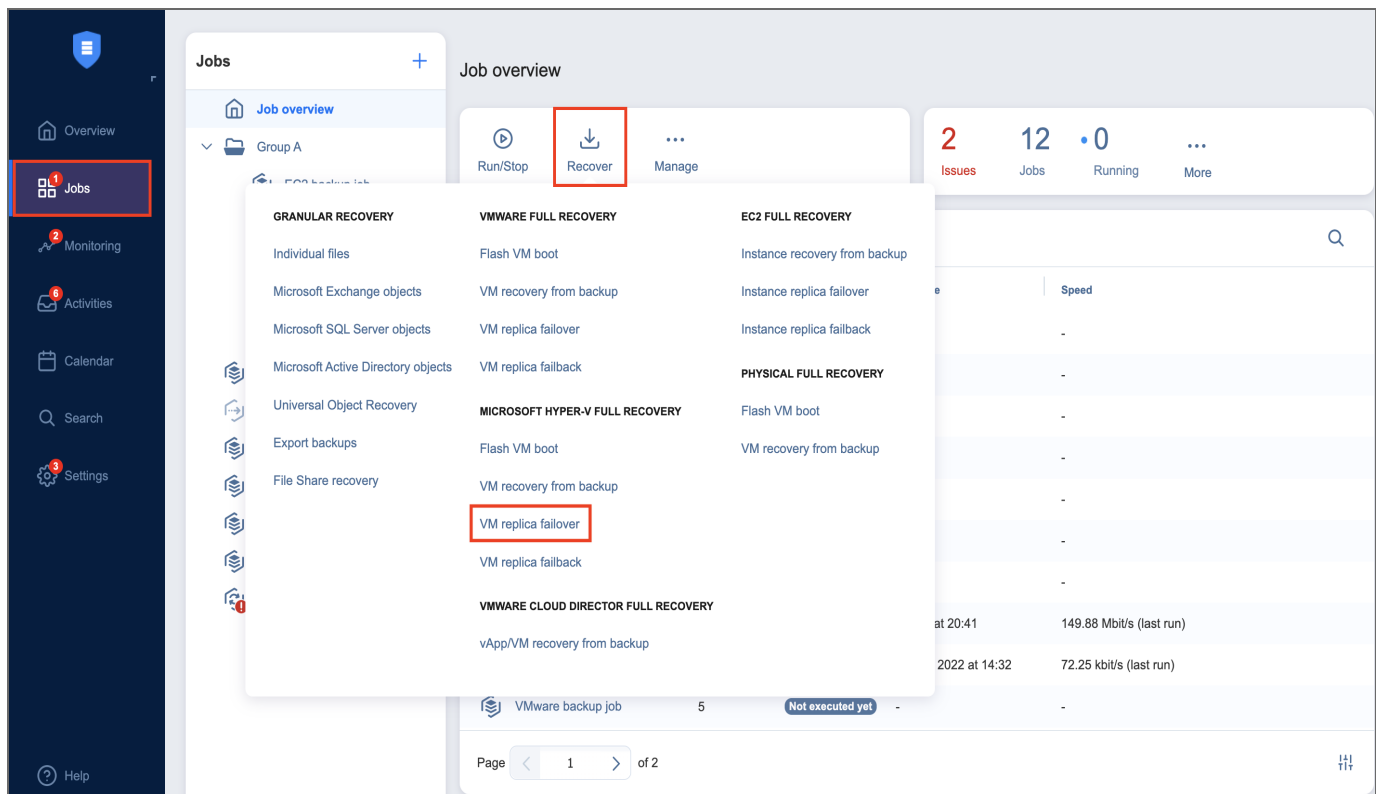 Overview
1
Jobs
2
Monitoring
6
Activities
Calendar
Search
3
Settings
Help
Jobs
+
Job overview
Group A
Job overview
Run/Stop
Recover
Manage
2
Issues
12
Jobs
0
Running
More
GRANULAR RECOVERY
Individual files
Microsoft Exchange objects
Microsoft SQL Server objects
Microsoft Active Directory objects
Universal Object Recovery
Export backups
File Share recovery
VMWARE FULL RECOVERY
Flash VM boot
VM recovery from backup
VM replica failover
VM replica failback
MICROSOFT HYPER-V FULL RECOVERY
Flash VM boot
VM recovery from backup
VM replica failover
VM replica failback
VMWARE CLOUD DIRECTOR FULL RECOVERY
vApp/VM recovery from backup
EC2 FULL RECOVERY
Instance recovery from backup
Instance replica failover
Instance replica failback
PHYSICAL FULL RECOVERY
Flash VM boot
VM recovery from backup
e Speed
-
-
-
-
-
-
-
at 20:41 149.88 Mbit/s (last run)
2022 at 14:32 72.25 kbit/s (last run)
VMware backup job 5 Not executed yet - -
Page 1 of 2